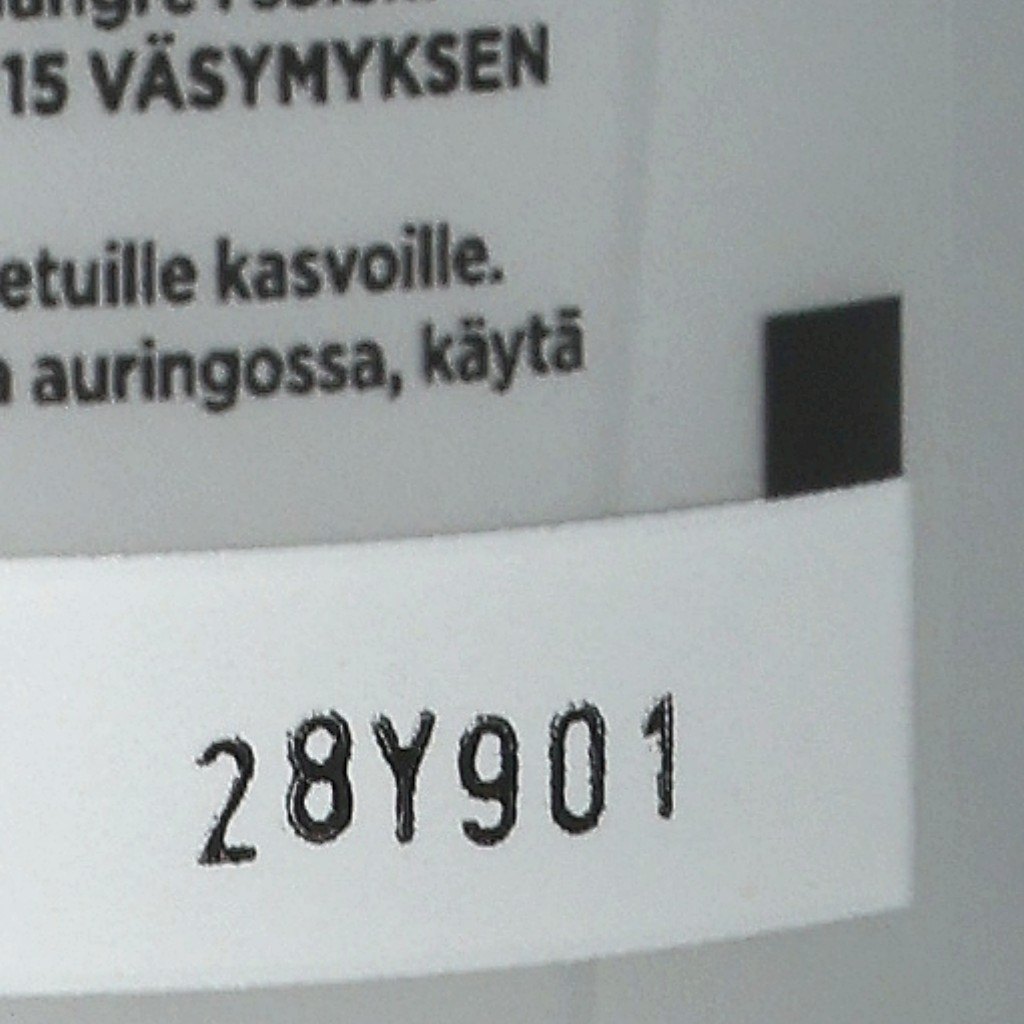 15 VÄSYMYKSEN
etuille kasvoille.
auringossa, käytä
28Y901